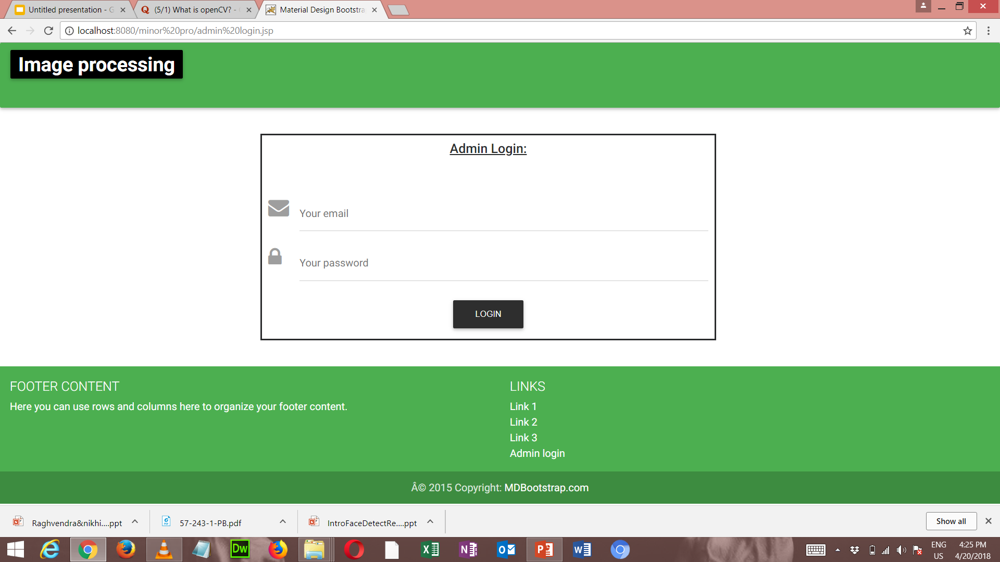 Untitled presentation - G
(5/1) What is openCV? -
Material Design Bootstra
localhost:8080/minor%20pro/admin%20login.jsp
Image processing
Admin Login:
Your email
Your password
LOGIN
FOOTER CONTENT
Here you can use rows and columns here to organize your footer content.
LINKS
Link 1
Link 2
Link 3
Admin login
Â© 2015 Copyright: MDBootstrap.com
Raghvendra&nikhi....ppt
57-243-1-PB.pdf
IntroFaceDetectRe....ppt
Show all
ENG
US
4:25 PM
4/20/2018